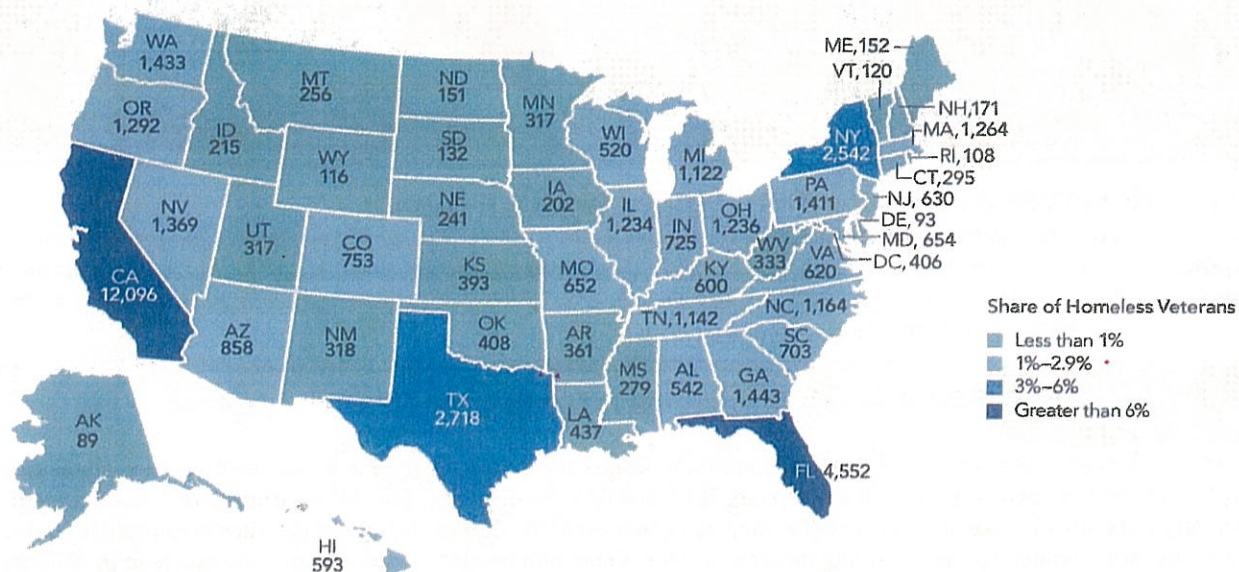 ME,152
VT,120
WA
1,433
MT
256
ND
151
MN
317
OR
1,292
ID
215
SD
132
WI
520
MI
1,122
NY
2,542
NH,171
MA, 1,264
RI, 108
CT,295
WY
116
NE
241
IA
202
IL
1,234
IN
725
OH
1,236
PA
1,411
NJ, 630
DE, 93
MD, 654
DC, 406
NV
1,369
UT
317
CO
753
KS
393
MO
652
KY
600
WV
333
VA
620
CA
12,096
AZ
858
NM
318
OK
408
AR
361
TN, 1,142
NC, 1,164
SC
703
MS
279
AL
542
GA
1,443
TX
2,718
LA
437
FL 4,552
AK
89
HI
593
Share of Homeless Veterans
Less than 1%
1%–2.9%
3%–6%
Greater than 6%